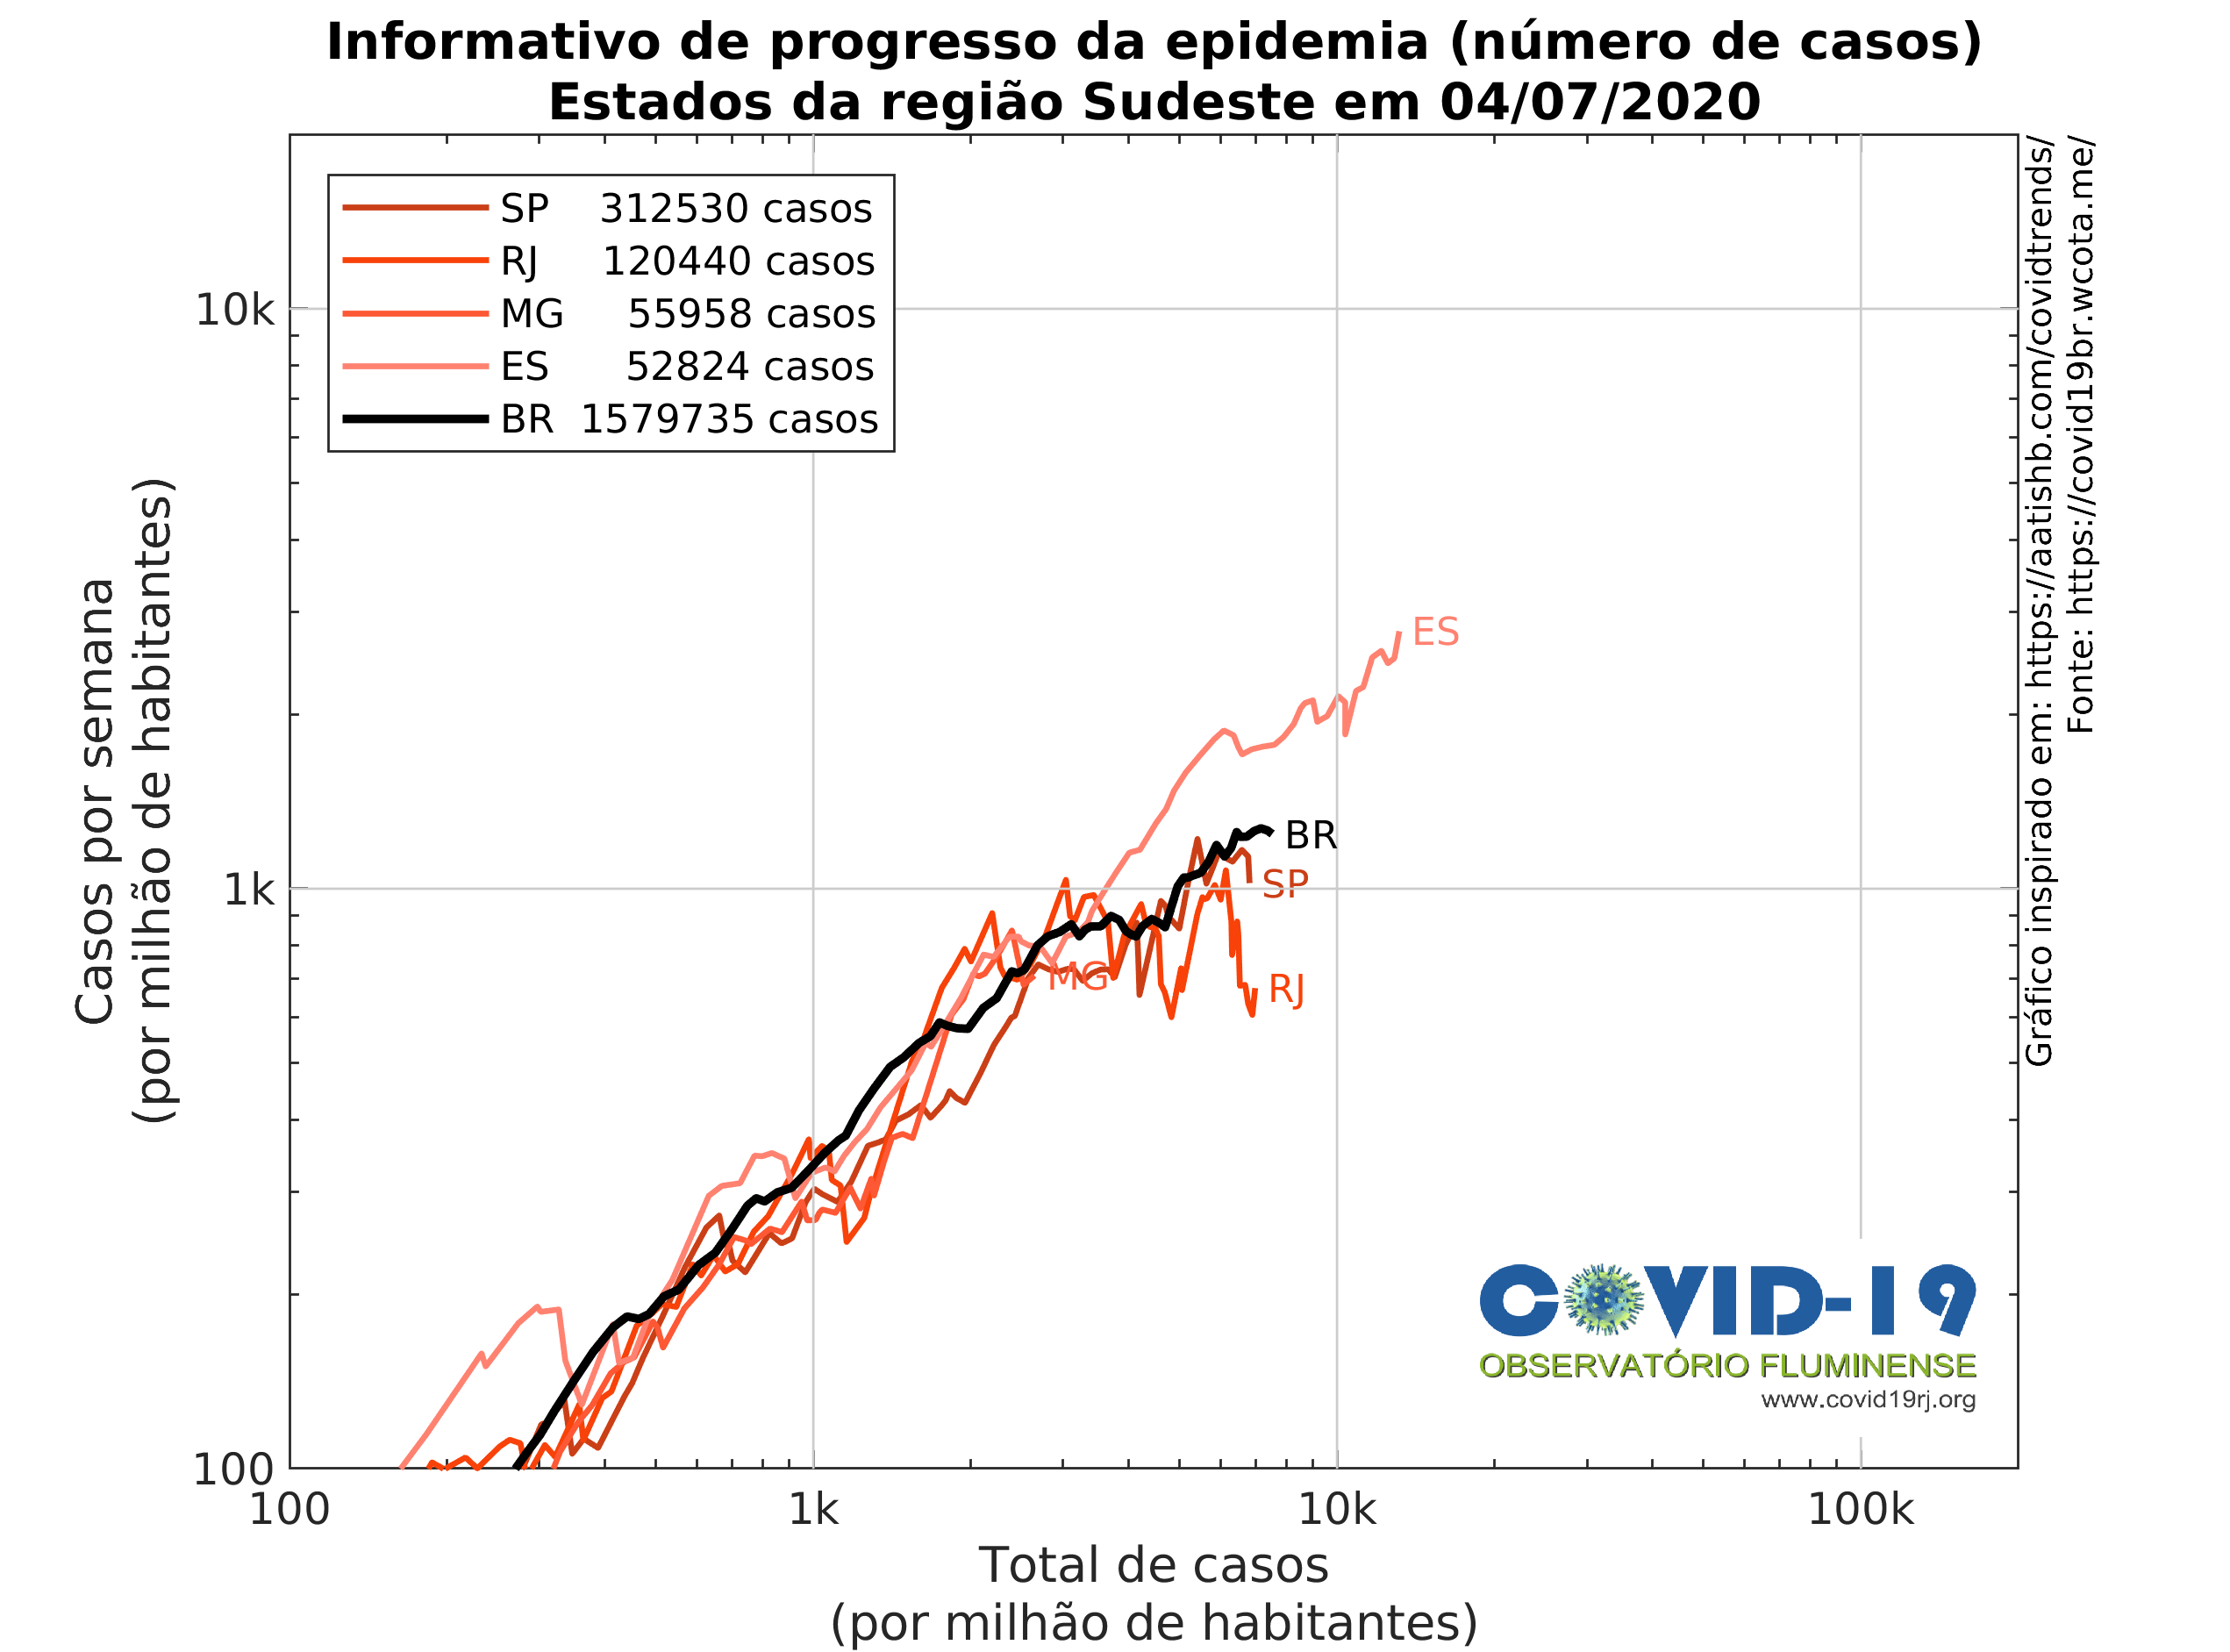 Informativo de progresso da epidemia (número de casos)
Estados da região Sudeste em 04/07/2020
SP 312530 casos
RJ 120440 casos
MG 55958 casos
ES 52824 casos
BR 1579735 casos
10k
1k
100
Casos por semana
(por milhão de habitantes)
ES
BR
SP
MG
RJ
Gráfico inspirado em: https://aatishb.com/covidtrends/
Fonte: https://covid19br.wcota.me/
COVID-19
OBSERVATÓRIO FLUMINENSE
www.covid19rj.org
100
1k
10k
100k
Total de casos
(por milhão de habitantes)